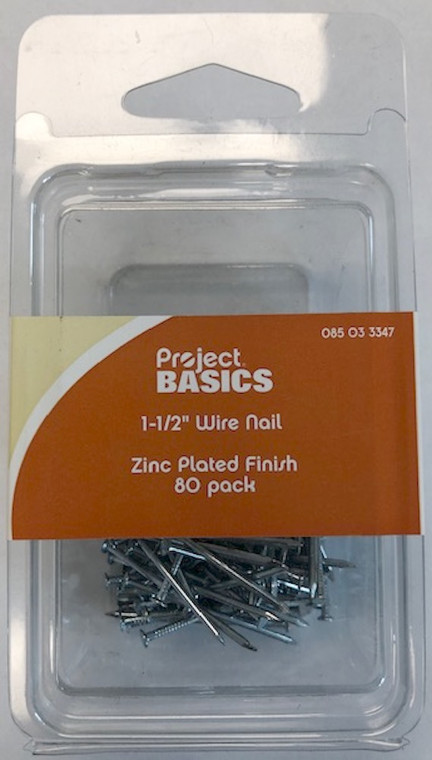 085 03 3347
Project
BASICS
1-1/2" Wire Nail
Zinc Plated Finish
80 pack